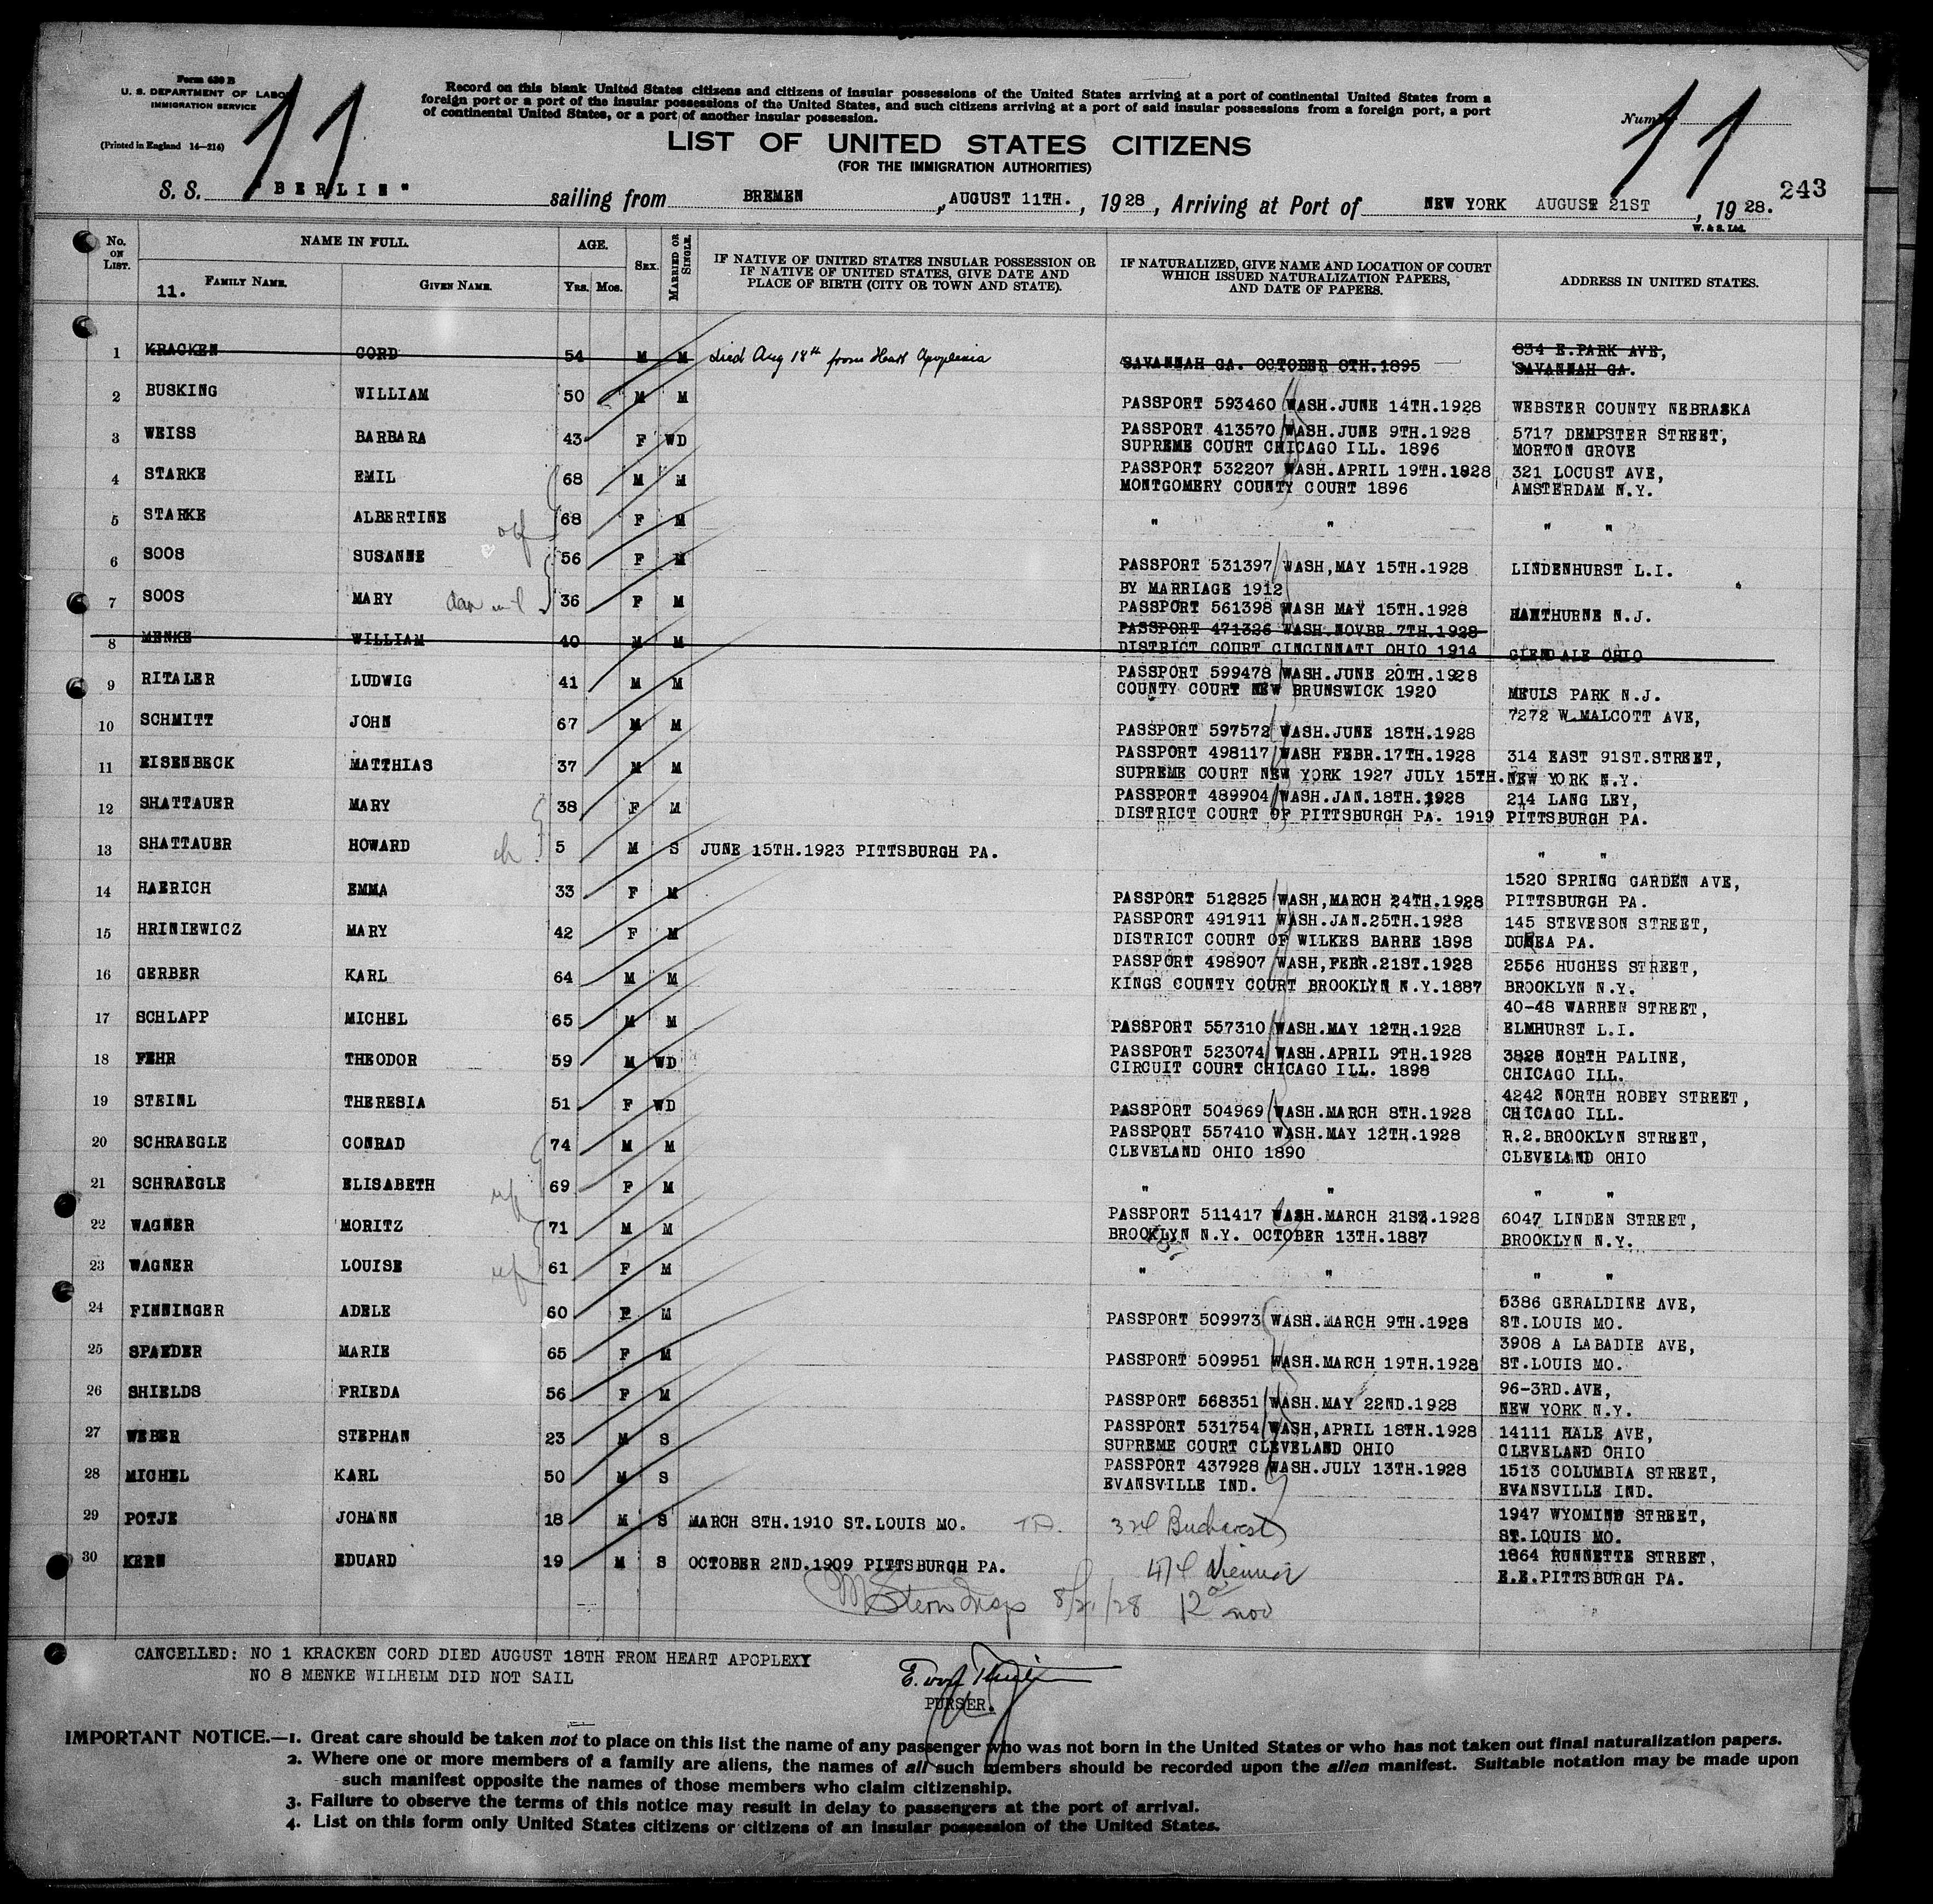 Form 630 B
U. S. DEPARTMENT OF LABOR
IMMIGRATION SERVICE
(Printed in England 14—214)
11
Record on this blank United States citizens and citizens of insular possessions of the United States arriving at a port of continental United States from a
foreign port or a port of the insular possessions of the United States, and such citizens arriving at a port of said insular possessions from a foreign port, a port
of continental United States, or a port of another insular possession.
Number
11
LIST OF UNITED STATES CITIZENS
(FOR THE IMMIGRATION AUTHORITIES)
243
S. S. "BERLIN" sailing from BREMEN, AUGUST 11TH., 1928, Arriving at Port of NEW YORK AUGUST 21ST, 1928.
W. & S. Ltd.
No. ON LIST. NAME IN FULL. AGE. SEX. MARRIED OR SINGLE. IF NATIVE OF UNITED STATES INSULAR POSSESSION OR IF NATIVE OF UNITED STATES, GIVE DATE AND PLACE OF BIRTH (CITY OR TOWN AND STATE). IF NATURALIZED, GIVE NAME AND LOCATION OF COURT WHICH ISSUED NATURALIZATION PAPERS, AND DATE OF PAPERS. ADDRESS IN UNITED STATES.
11. FAMILY NAME. GIVEN NAME. YRS. MOS.
1 KRACKEN CORD 54 M M died Aug 18th from Heart Apoplexia SAVANNAH GA. OCTOBER 8TH.1895 834 E.PARK AVE, SAVANNAH GA.
2 BUSKING WILLIAM 50 M M PASSPORT 593460 WASH.JUNE 14TH.1928 WEBSTER COUNTY NEBRASKA
3 WEISS BARBARA 43 F WD PASSPORT 413570 WASH.JUNE 9TH.1928 SUPREME COURT CHICAGO ILL. 1896 5717 DEMPSTER STREET, MORTON GROVE
4 STARKE EMIL 68 M M PASSPORT 532207 WASH.APRIL 19TH.1928 MONTGOMERY COUNTY COURT 1896 321 LOCUST AVE, AMSTERDAM N.Y.
5 STARKE ALBERTINE 68 F M " " " "
6 SOOS SUSANNE 56 F M PASSPORT 531397 WASH,MAY 15TH.1928 LINDENHURST L.I.
7 SOOS MARY 36 F M BY MARRIAGE 1912 PASSPORT 561398 WASH MAY 15TH.1928 HAWTHURNE N.J.
8 MENKE WILLIAM 40 M M PASSPORT 471326 WASH.NOVBR.7TH.1928 DISTRICT COURT CINCINNATI OHIO 1914 GLENDALE OHIO
9 RITALER LUDWIG 41 M M PASSPORT 599478 WASH.JUNE 20TH.1928 COUNTY COURT NEW BRUNSWICK 1920 MEULS PARK N.J.
10 SCHMITT JOHN 67 M M PASSPORT 597572 WASH.JUNE 18TH.1928 7272 W.MALCOTT AVE,
11 EISENBECK MATTHIAS 37 M M PASSPORT 498117 WASH FEBR.17TH.1928 SUPREME COURT NEW YORK 1927 JULY 15TH. 314 EAST 91ST.STREET, NEW YORK N.Y.
12 SHATTAUER MARY 38 F M PASSPORT 489904 WASH.JAN.18TH.1928 DISTRICT COURT OF PITTSBURGH PA. 1919 214 LANG LEY, PITTSBURGH PA.
13 SHATTAUER HOWARD ch 5 M S JUNE 15TH.1923 PITTSBURGH PA. " "
14 HAERICH EMMA 33 F M PASSPORT 512825 WASH,MARCH 24TH.1928 1520 SPRING GARDEN AVE, PITTSBURGH PA.
15 HRINIEWICZ MARY 42 F M PASSPORT 491911 WASH.JAN.25TH.1928 DISTRICT COURT OF WILKES BARRE 1898 145 STEVESON STREET, DUREA PA.
16 GERBER KARL 64 M M PASSPORT 498907 WASH,FEBR.21ST.1928 KINGS COUNTY COURT BROOKLYN N.Y.1887 2556 HUGHES STREET, BROOKLYN N.Y.
17 SCHLAPP MICHEL 65 M M PASSPORT 557310 WASH.MAY 12TH.1928 40-48 WARREN STREET, ELMHURST L.I.
18 FEHR THEODOR 59 M WD PASSPORT 523074 WASH.APRIL 9TH.1928 CIRCUIT COURT CHICAGO ILL. 1898 3828 NORTH PALINE, CHICAGO ILL.
19 STEINL THERESIA 51 F WD PASSPORT 504969 WASH.MARCH 8TH.1928 4242 NORTH ROBEY STREET, CHICAGO ILL.
20 SCHRAEGLE CONRAD 74 M M PASSPORT 557410 WASH.MAY 12TH.1928 CLEVELAND OHIO 1890 R.2.BROOKLYN STREET, CLEVELAND OHIO
21 SCHRAEGLE ELISABETH wf 69 F M " " " "
22 WAGNER MORITZ 71 M M PASSPORT 511417 WASH.MARCH 21ST.1928 BROOKLYN N.Y. OCTOBER 13TH.1887 6047 LINDEN STREET, BROOKLYN N.Y.
23 WAGNER LOUISE wf 61 F M " " " "
24 FINNINGER ADELE 60 F M PASSPORT 509973 WASH.MARCH 9TH.1928 5386 GERALDINE AVE, ST.LOUIS MO.
25 SPAEDER MARIE 65 F M PASSPORT 509951 WASH.MARCH 19TH.1928 3908 A LABADIE AVE, ST.LOUIS MO.
26 SHIELDS FRIEDA 56 F M PASSPORT 568351 WASH.MAY 22ND.1928 96-3RD.AVE, NEW YORK N.Y.
27 WEBER STEPHAN 23 M S PASSPORT 531754 WASH,APRIL 18TH.1928 SUPREME COURT CLEVELAND OHIO 14111 HALE AVE, CLEVELAND OHIO
28 MICHEL KARL 50 M S PASSPORT 437928 WASH.JULY 13TH.1928 EVANSVILLE IND. 1513 COLUMBIA STREET, EVANSVILLE IND.
29 POTJE JOHANN 18 M S MARCH 8TH.1910 ST.LOUIS MO. 324 Bucharest 1947 WYOMING STREET, ST.LOUIS MO.
30 KERN EDUARD 19 M S OCTOBER 2ND.1909 PITTSBURGH PA. 474 Vienna 1864 RUNNETTE STREET, E.E.PITTSBURGH PA.
Stern Insp 8/21/28 12
CANCELLED: NO 1 KRACKEN CORD DIED AUGUST 18TH FROM HEART APOPLEXY
NO 8 MENKE WILHELM DID NOT SAIL
PURSER.
IMPORTANT NOTICE.—1. Great care should be taken not to place on this list the name of any passenger who was not born in the United States or who has not taken out final naturalization papers.
2. Where one or more members of a family are aliens, the names of all such members should be recorded upon the alien manifest. Suitable notation may be made upon
such manifest opposite the names of those members who claim citizenship.
3. Failure to observe the terms of this notice may result in delay to passengers at the port of arrival.
4. List on this form only United States citizens or citizens of an insular possession of the United States.